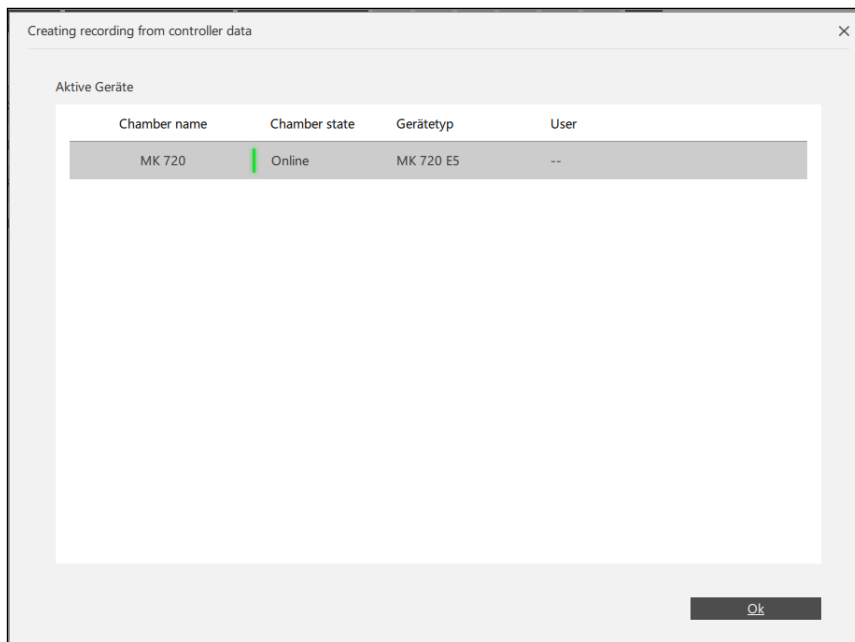 Creating recording from controller data
Aktive Geräte
Chamber name Chamber state Gerätetyp User
MK 720 Online MK 720 E5 --
Ok